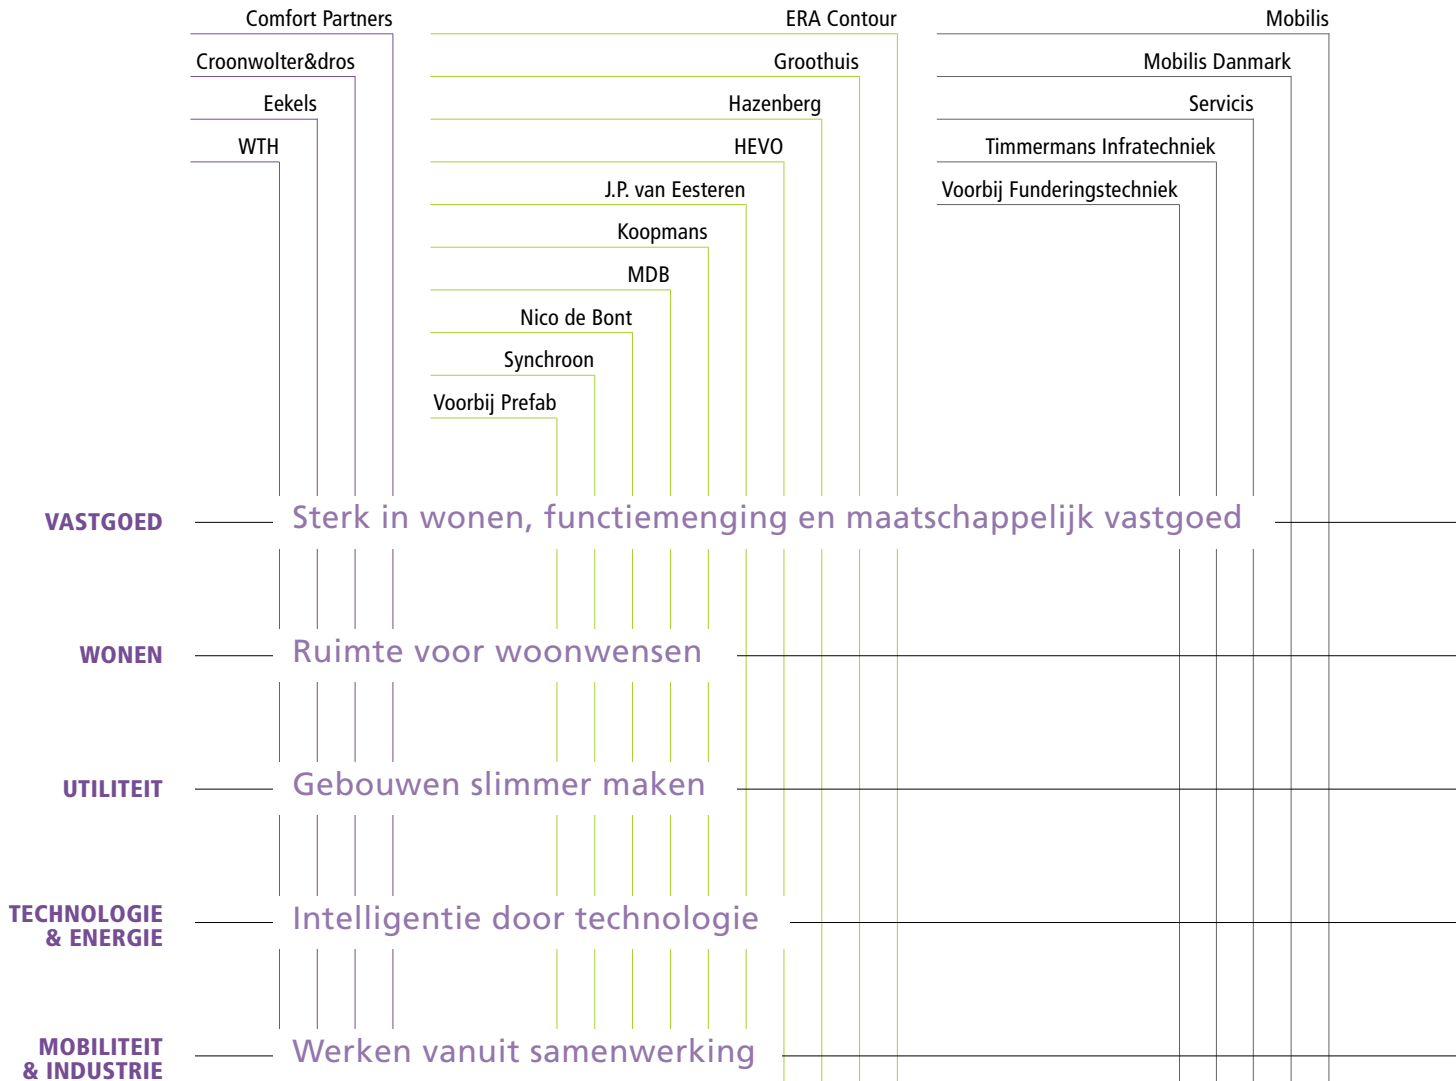 Comfort Partners
Croonwolter&dros
Eekels
WTH
ERA Contour
Groothuis
Hazenberg
HEVO
J.P. van Eesteren
Koopmans
MDB
Nico de Bont
Synchroon
Voorbij Prefab
Mobilis
Mobilis Danmark
Servicis
Timmermans Infratechniek
Voorbij Funderingstechniek
VASTGOED
Sterk in wonen, functiemenging en maatschappelijk vastgoed
WONEN
Ruimte voor woonwensen
UTILITEIT
Gebouwen slimmer maken
TECHNOLOGIE
& ENERGIE
Intelligentie door technologie
MOBILITEIT
& INDUSTRIE
Werken vanuit samenwerking